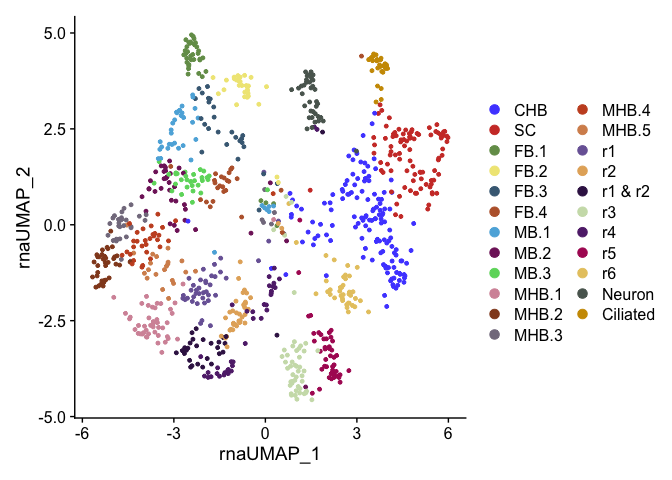 5.0
2.5
0.0
-2.5
-5.0
rnaUMAP_2
-6
-3
0
3
6
rnaUMAP_1
CHB
SC
FB.1
FB.2
FB.3
FB.4
MB.1
MB.2
MB.3
MHB.1
MHB.2
MHB.3
MHB.4
MHB.5
r1
r2
r1 & r2
r3
r4
r5
r6
Neuron
Ciliated